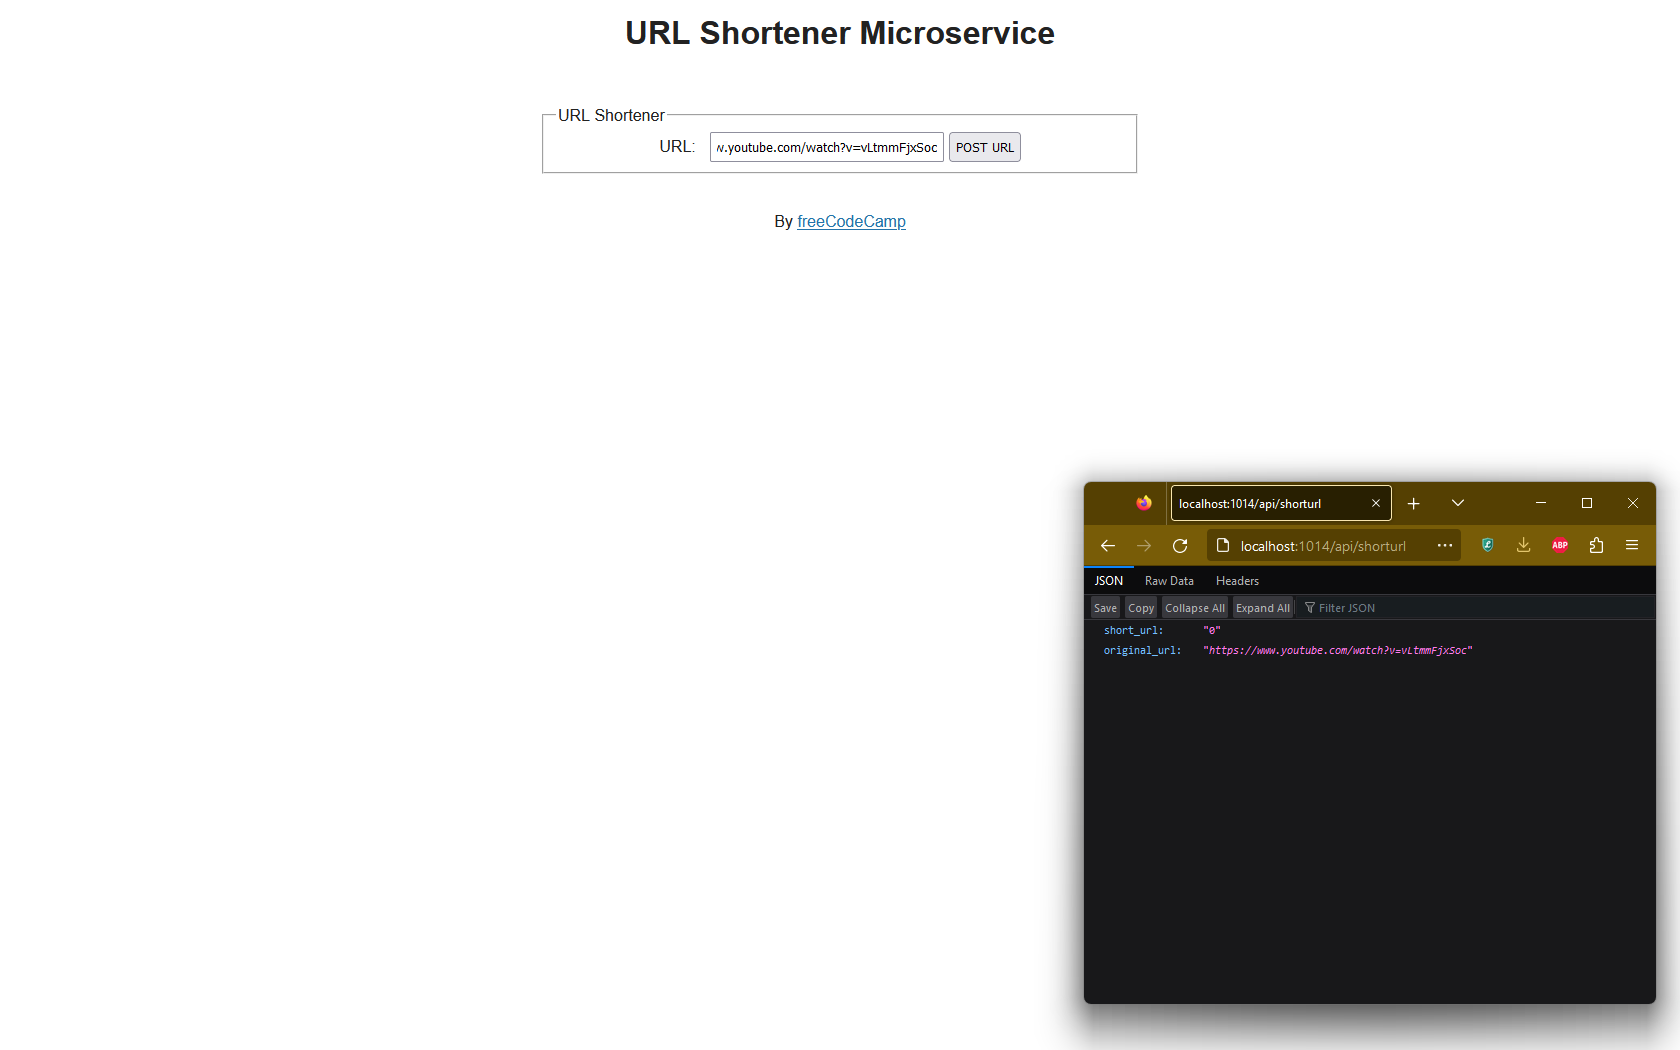 URL Shortener Microservice
URL Shortener
URL:
w.youtube.com/watch?v=vLtmmFjxSoc
POST URL
By freeCodeCamp
localhost:1014/api/shorturl
localhost:1014/api/shorturl
ABP
JSON Raw Data Headers
Save Copy Collapse All Expand All Filter JSON
short_url: "0"
original_url: "https://www.youtube.com/watch?v=vLtmmFjxSoc"